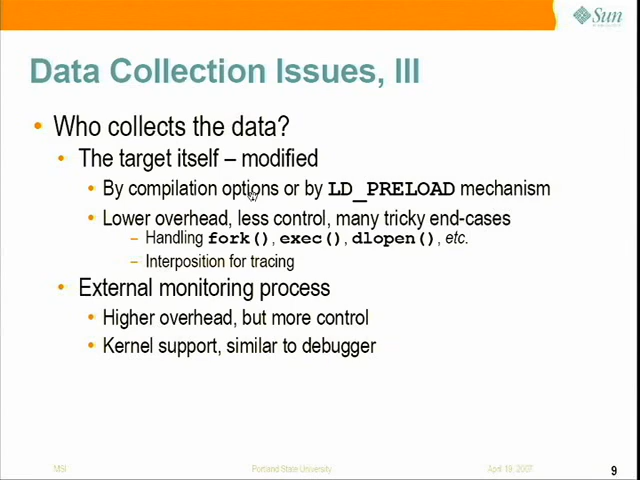 Sun
Data Collection Issues, III
• Who collects the data?
• The target itself – modified
• By compilation options or by LD_PRELOAD mechanism
• Lower overhead, less control, many tricky end-cases
– Handling fork(), exec(), dlopen(), etc.
– Interposition for tracing
• External monitoring process
• Higher overhead, but more control
• Kernel support, similar to debugger
MSI Portland State University April 19, 2007 9